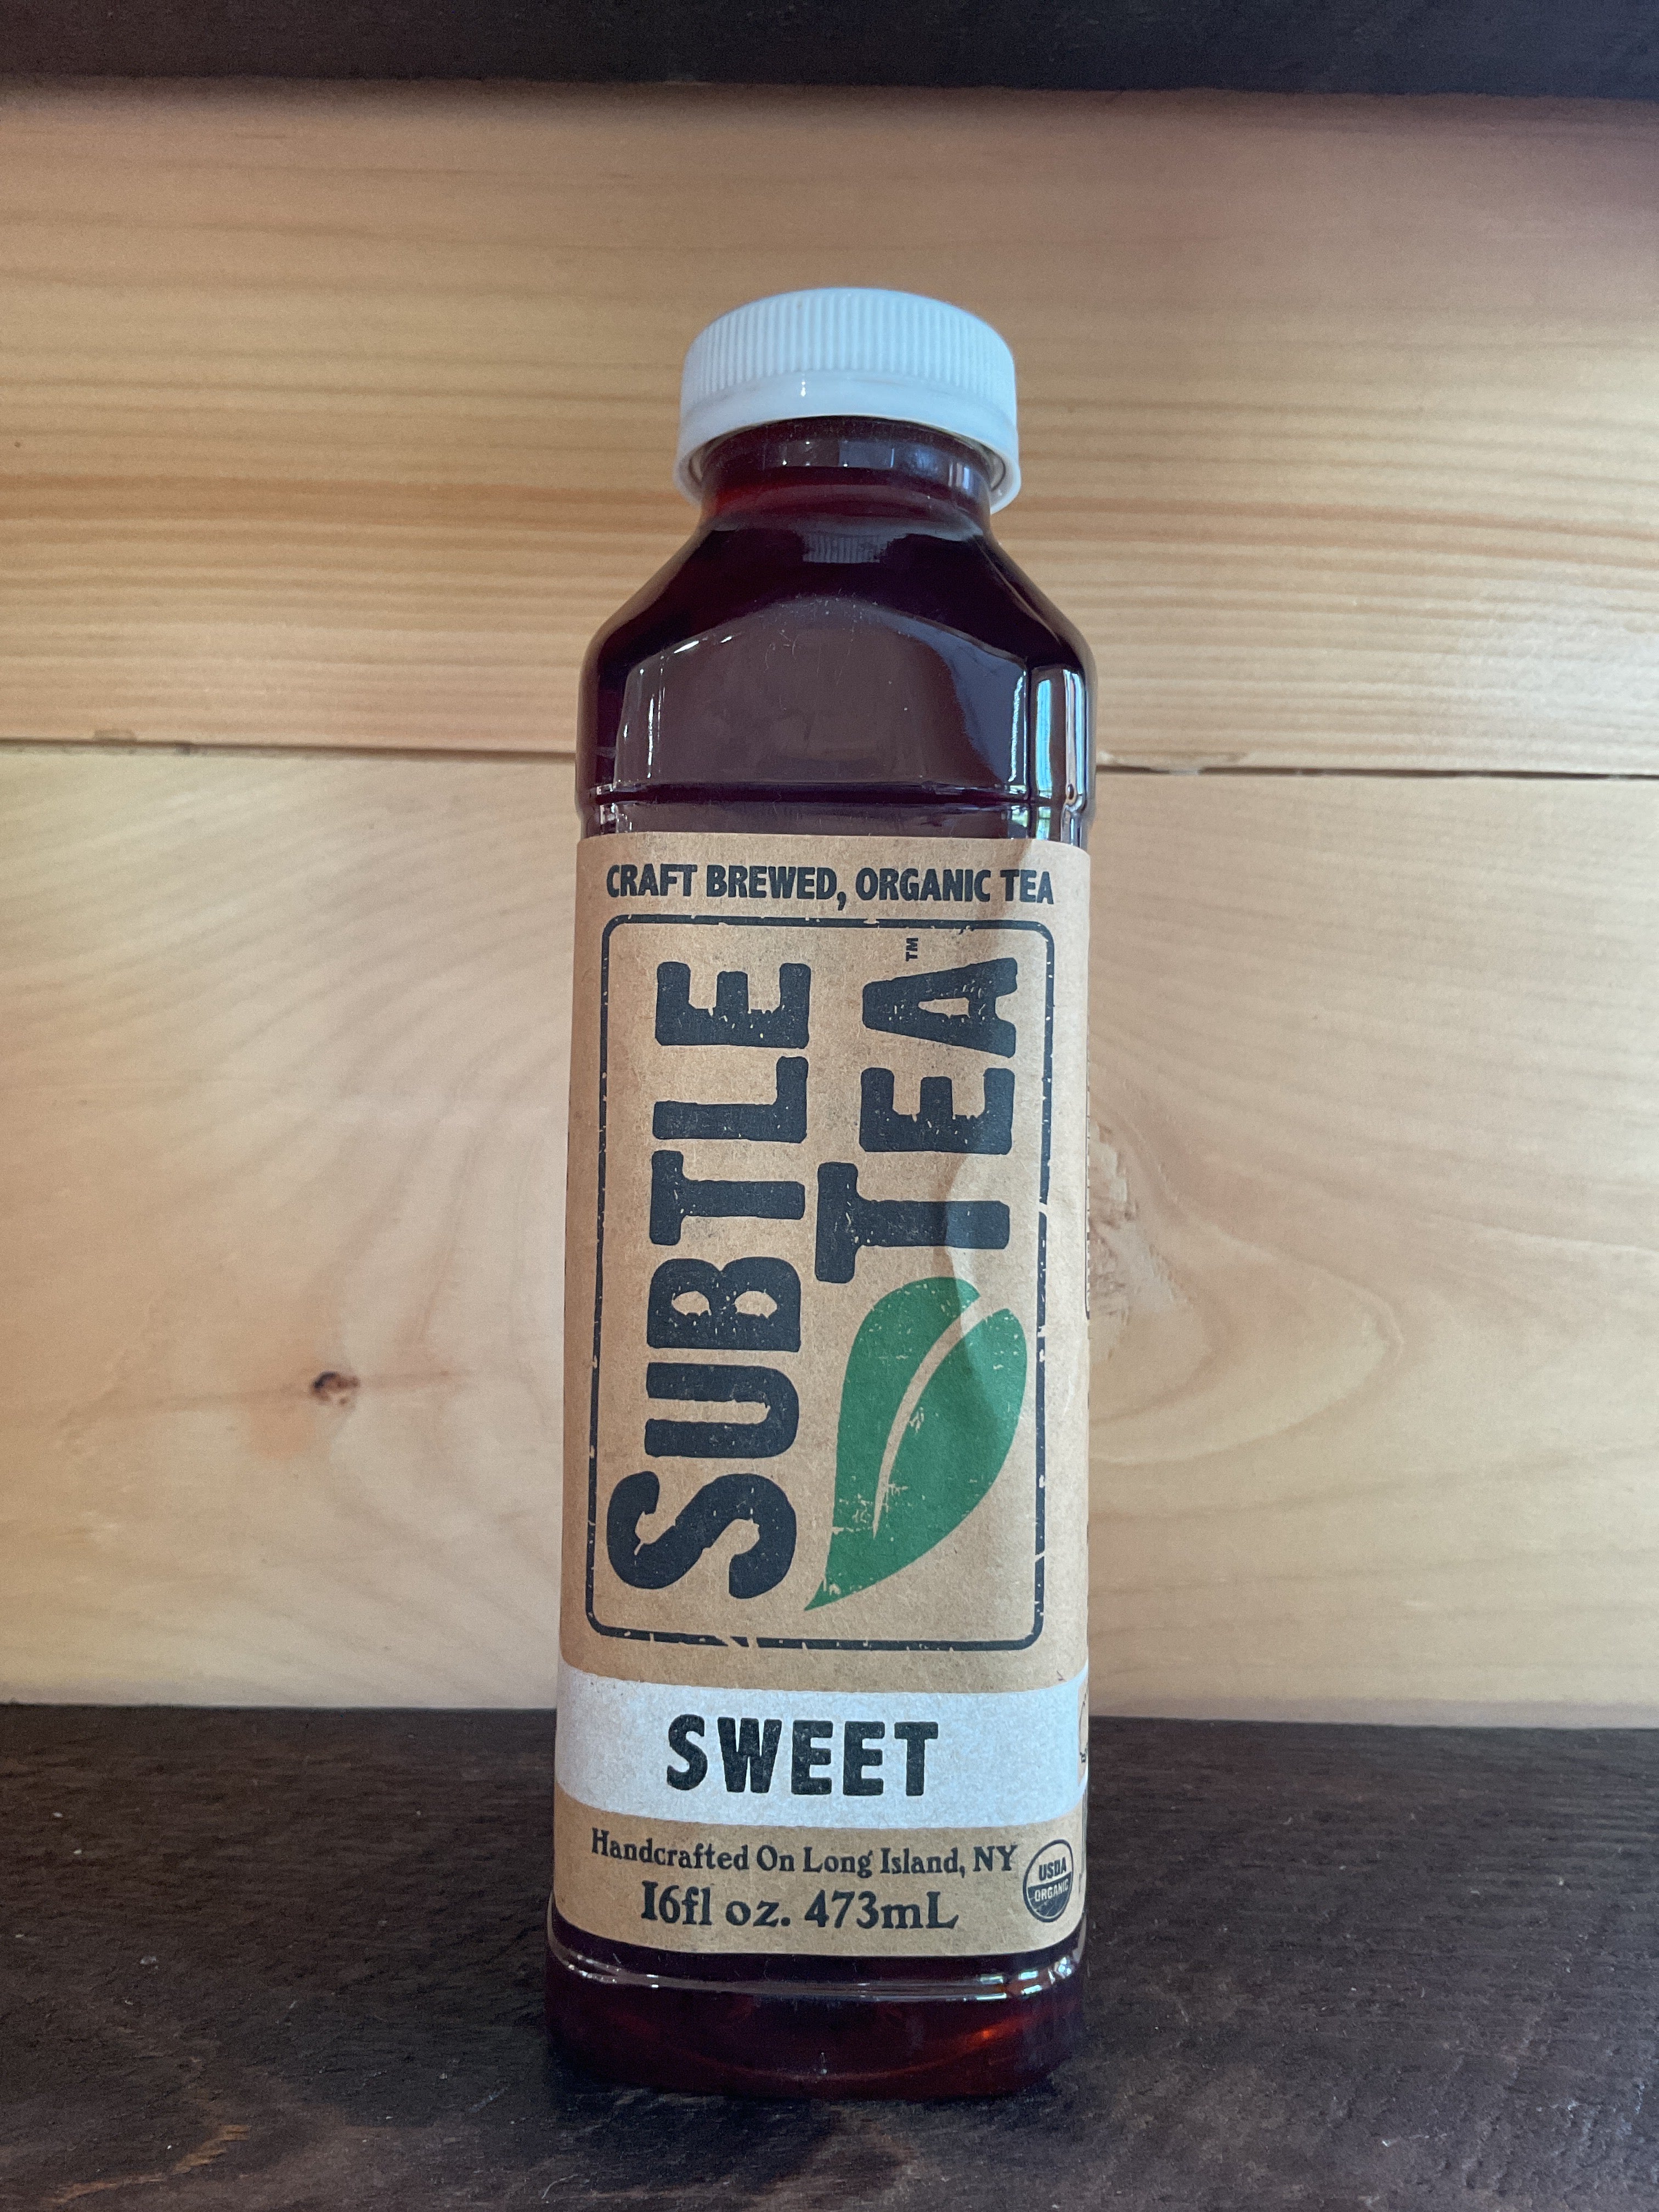 CRAFT BREWED, ORGANIC TEA
SUBTLE
TEA™
SWEET
Handcrafted On Long Island, NY
16fl oz. 473mL
USDA
ORGANIC